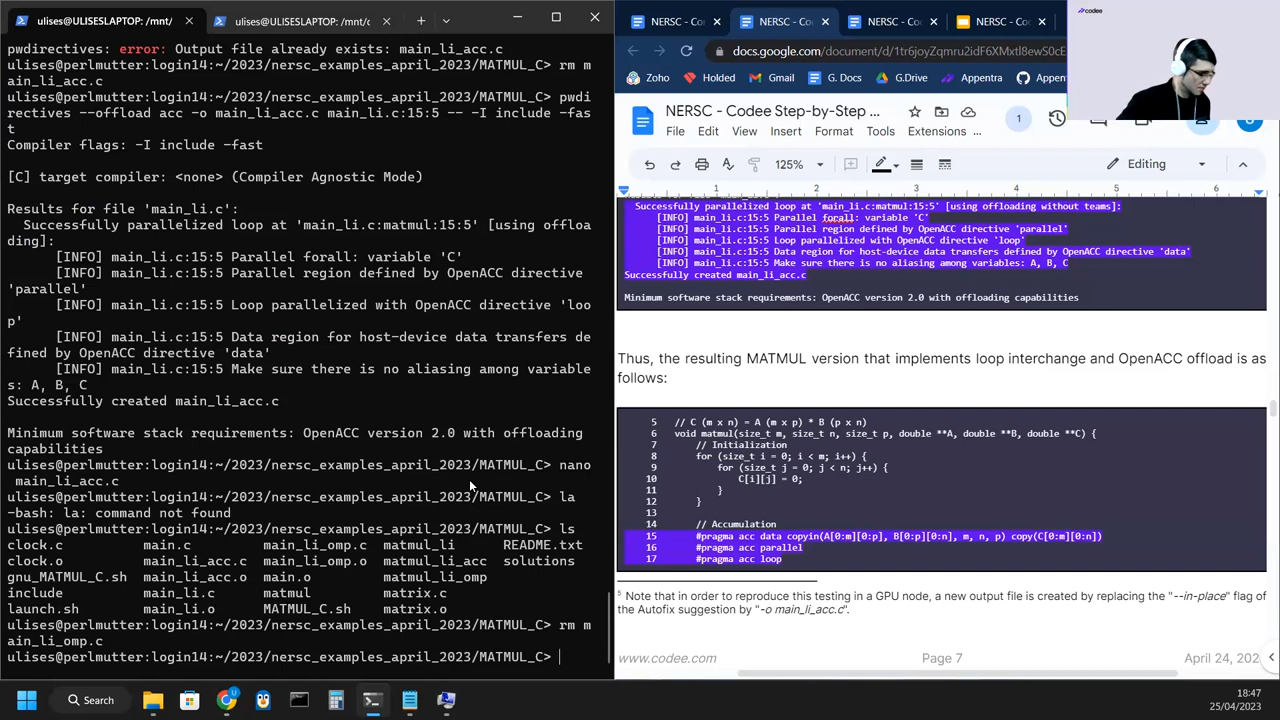 ulises@perlmutter:login14: /mnt/
ulises@ULISESLAPTOP: /mnt/c
pwdirectives: error: Output file already exists: main_li_acc.c
ulises@perlmutter:login14:~/2023/nersc_examples_april_2023/MATMUL_C> rm m
ain_li_acc.c
ulises@perlmutter:login14:~/2023/nersc_examples_april_2023/MATMUL_C> pwdi
rectives --offload acc -o main_li_acc.c main_li.c:15:5 -- -I include -fas
t
Compiler flags: -I include -fast
[C] target compiler: <none> (Compiler Agnostic Mode)
Results for file 'main_li.c':
Successfully parallelized loop at 'main_li.c:matmul:15:5' [using offloa
ding]:
[INFO] main_li.c:15:5 Parallel forall: variable 'C'
[INFO] main_li.c:15:5 Parallel region defined by OpenACC directive
'parallel'
[INFO] main_li.c:15:5 Loop parallelized with OpenACC directive 'loo
p'
[INFO] main_li.c:15:5 Data region for host-device data transfers de
fined by OpenACC directive 'data'
[INFO] main_li.c:15:5 Make sure there is no aliasing among variable
s: A, B, C
Successfully created main_li_acc.c
Minimum software stack requirements: OpenACC version 2.0 with offloading
capabilities
ulises@perlmutter:login14:~/2023/nersc_examples_april_2023/MATMUL_C> nano
main_li_acc.c
ulises@perlmutter:login14:~/2023/nersc_examples_april_2023/MATMUL_C> la
-bash: la: command not found
ulises@perlmutter:login14:~/2023/nersc_examples_april_2023/MATMUL_C> ls
clock.c main.c main_li_omp.c matmul_li README.txt
clock.o main_li_acc.c main_li_omp.o matmul_li_acc solutions
gnu_MATMUL_C.sh main_li_acc.o main.o matmul_li_omp
include main_li.c matmul matrix.c
launch.sh main_li.o MATMUL_C.sh matrix.o
ulises@perlmutter:login14:~/2023/nersc_examples_april_2023/MATMUL_C> rm m
ain_li_omp.c
ulises@perlmutter:login14:~/2023/nersc_examples_april_2023/MATMUL_C>
NERSC - Co
NERSC - Co
NERSC - Co
NERSC - Co
docs.google.com/document/d/1tr6joyZqmru2idF6XMxtl8ewS0cE
Zoho Holded Gmail G. Docs G.Drive Appentra Appent
codee
NERSC - Codee Step-by-Step ...
File Edit View Insert Format Tools Extensions ...
1
125%
Editing
1 2 3 4 5 6
Successfully parallelized loop at 'main_li.c:matmul:15:5' [using offloading without teams]:
[INFO] main_li.c:15:5 Parallel forall: variable 'C'
[INFO] main_li.c:15:5 Parallel region defined by OpenACC directive 'parallel'
[INFO] main_li.c:15:5 Loop parallelized with OpenACC directive 'loop'
[INFO] main_li.c:15:5 Data region for host-device data transfers defined by OpenACC directive 'data'
[INFO] main_li.c:15:5 Make sure there is no aliasing among variables: A, B, C
Successfully created main_li_acc.c
Minimum software stack requirements: OpenACC version 2.0 with offloading capabilities
Thus, the resulting MATMUL version that implements loop interchange and OpenACC offload is as
follows:
5 // C (m x n) = A (m x p) * B (p x n)
6 void matmul(size_t m, size_t n, size_t p, double **A, double **B, double **C) {
7 // Initialization
8 for (size_t i = 0; i < m; i++) {
9 for (size_t j = 0; j < n; j++) {
10 C[i][j] = 0;
11 }
12 }
13
14 // Accumulation
15 #pragma acc data copyin(A[0:m][0:p], B[0:p][0:n], m, n, p) copy(C[0:m][0:n])
16 #pragma acc parallel
17 #pragma acc loop
5 Note that in order to reproduce this testing in a GPU node, a new output file is created by replacing the "--in-place" flag of
the Autofix suggestion by "-o main_li_acc.c".
www.codee.com Page 7 April 24, 202
Search
18:47
25/04/2023